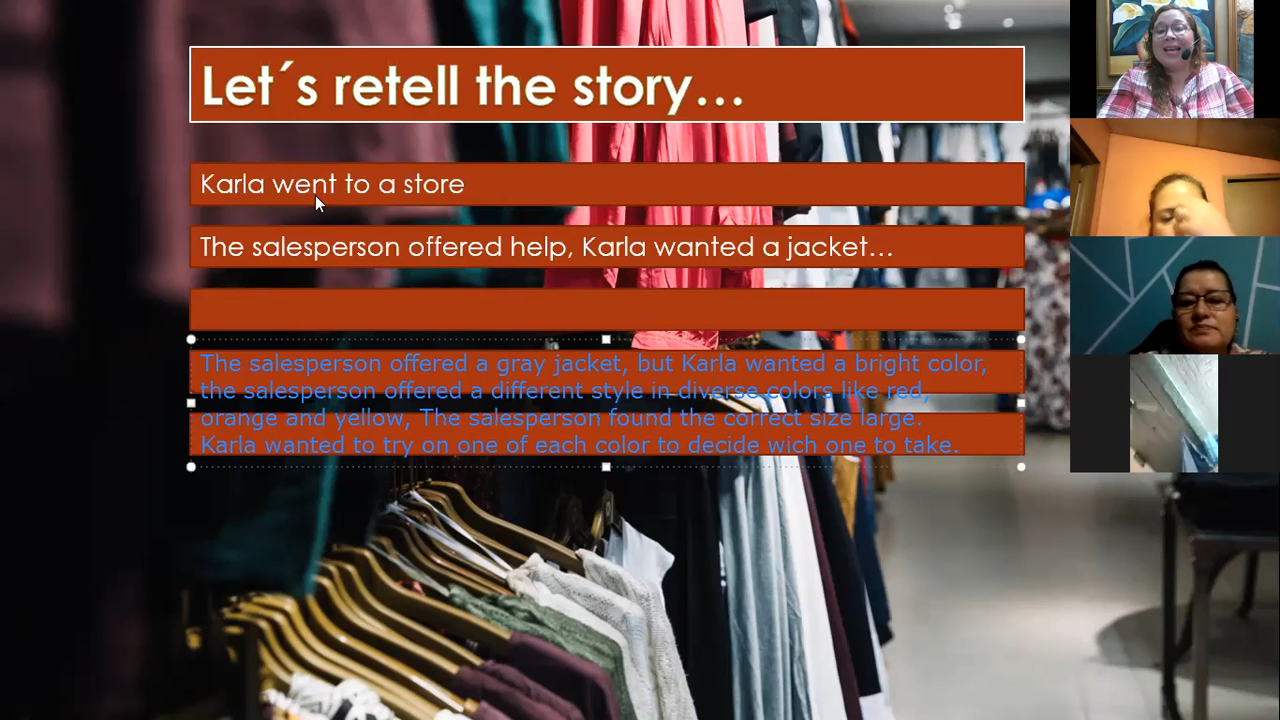 Let´s retell the story…
Karla went to a store
The salesperson offered help, Karla wanted a jacket…
The salesperson offered a gray jacket, but Karla wanted a bright color,
the salesperson offered a different style in diverse colors like red,
orange and yellow, The salesperson found the correct size large.
Karla wanted to try on one of each color to decide wich one to take.